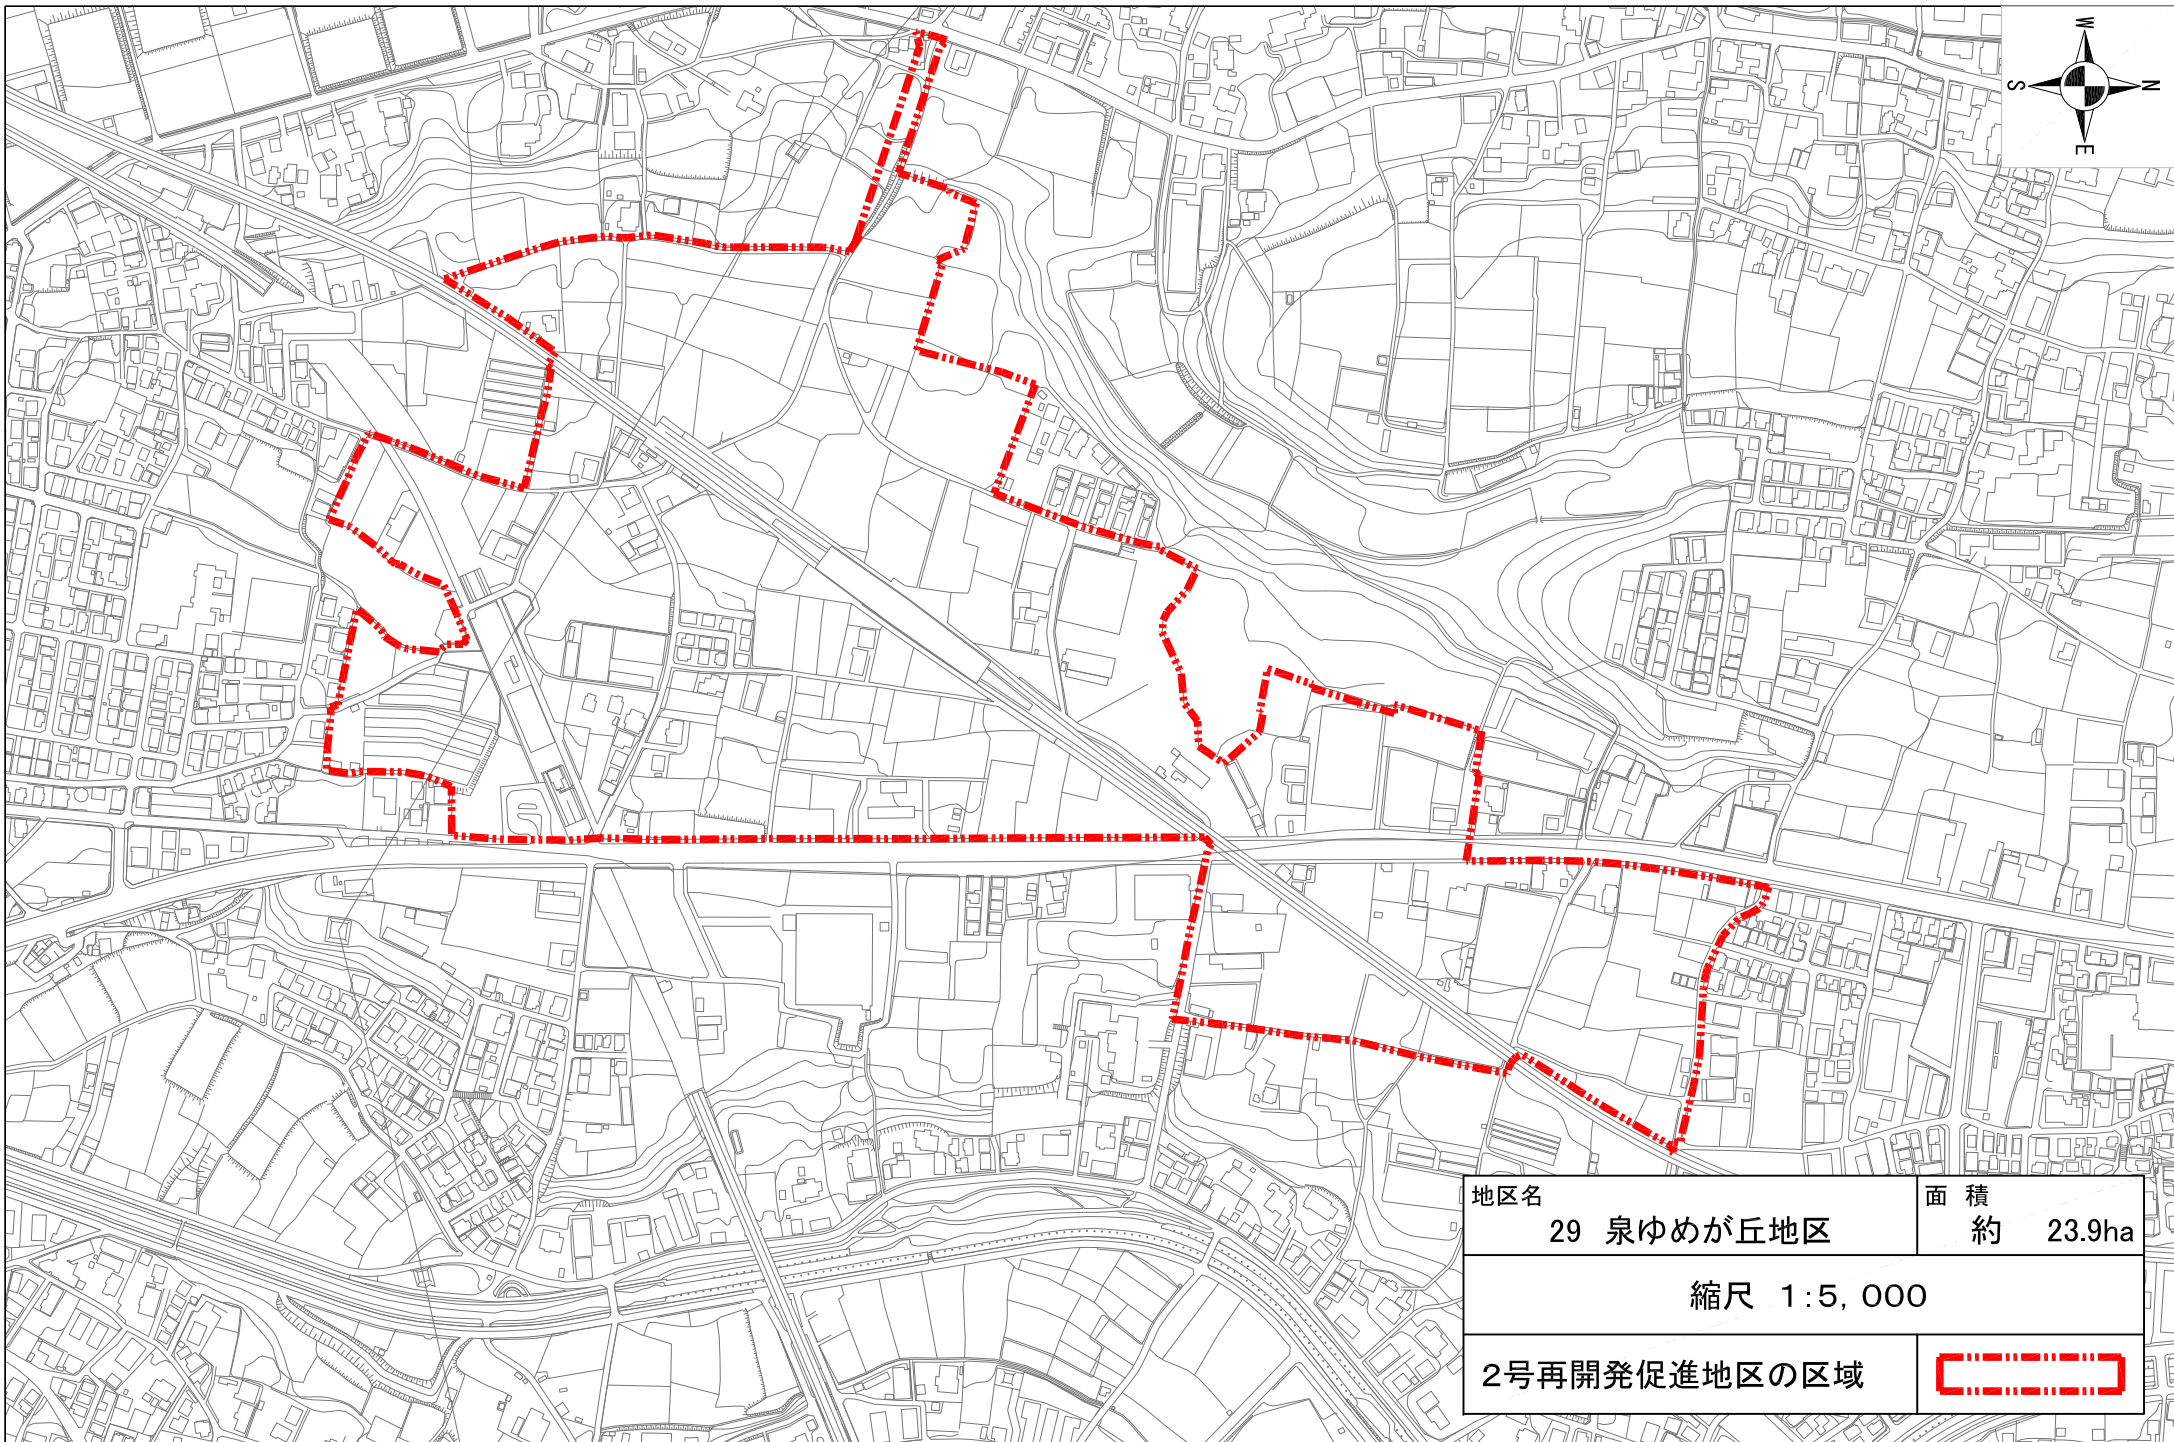 W
S N
E
地区名
29 泉ゆめが丘地区
面 積
約 23.9ha
縮尺 1:5,000
2号再開発促進地区の区域